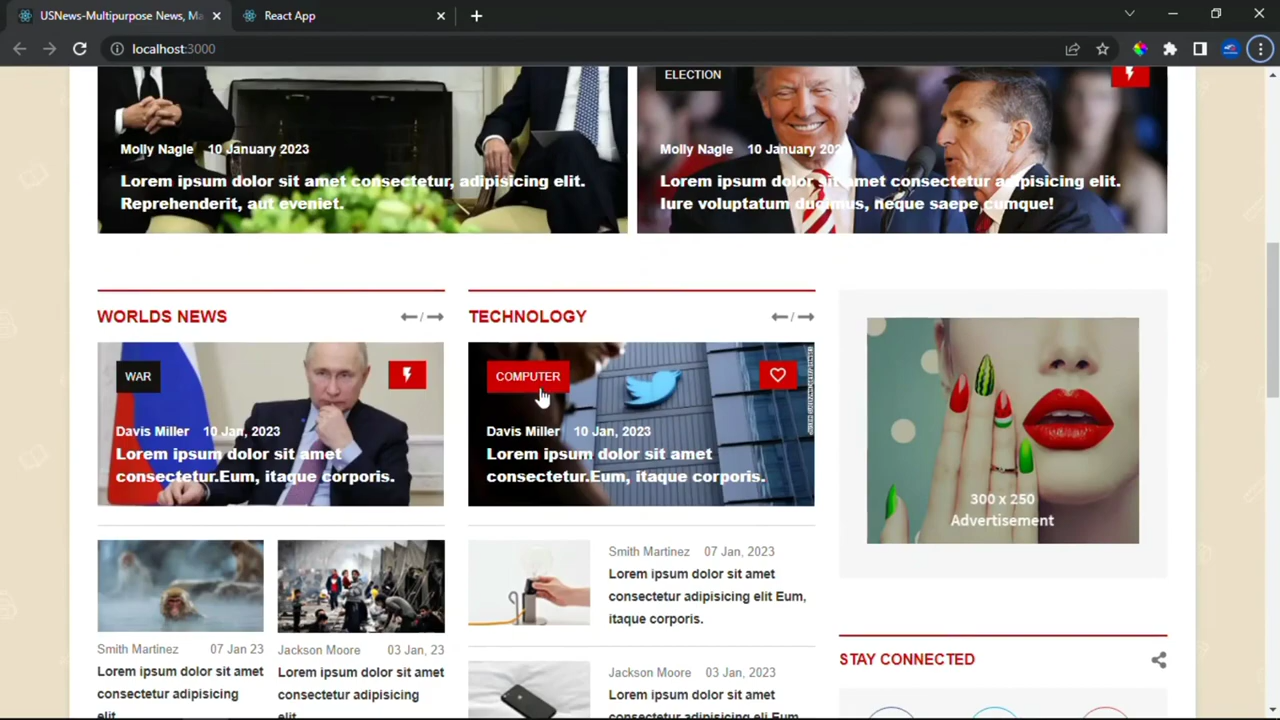 USNews-Multipurpose News, Ma
React App
localhost:3000
ELECTION
Molly Nagle 10 January 2023
Lorem ipsum dolor sit amet consectetur, adipisicing elit.
Reprehenderit, aut eveniet.
Molly Nagle 10 January 2023
Lorem ipsum dolor sit amet consectetur adipisicing elit.
Iure voluptatum ducimus, neque saepe cumque!
WORLDS NEWS
/
WAR
Davis Miller 10 Jan, 2023
Lorem ipsum dolor sit amet
consectetur.Eum, itaque corporis.
Smith Martinez 07 Jan 23
Lorem ipsum dolor sit amet
consectetur adipisicing
elit
Jackson Moore 03 Jan, 23
Lorem ipsum dolor sit amet
consectetur adipisicing
elit
TECHNOLOGY
/
COMPUTER
Davis Miller 10 Jan, 2023
Lorem ipsum dolor sit amet
consectetur.Eum, itaque corporis.
Smith Martinez 07 Jan, 2023
Lorem ipsum dolor sit amet
consectetur adipisicing elit Eum,
itaque corporis.
Jackson Moore 03 Jan, 2023
Lorem ipsum dolor sit amet
consectetur adipisicing elit Eum,
300 x 250
Advertisement
STAY CONNECTED